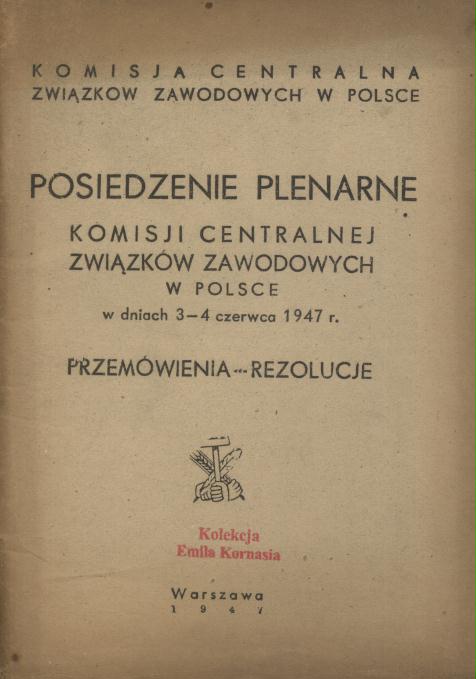 KOMISJA CENTRALNA
ZWIĄZKOW ZAWODOWYCH W POLSCE
POSIEDZENIE PLENARNE
KOMISJI CENTRALNEJ
ZWIĄZKÓW ZAWODOWYCH
W POLSCE
w dniach 3—4 czerwca 1947 r.
PRZEMÓWIENIA--REZOLUCJE
Kolekcja
Emila Kornasia
Warszawa
1947